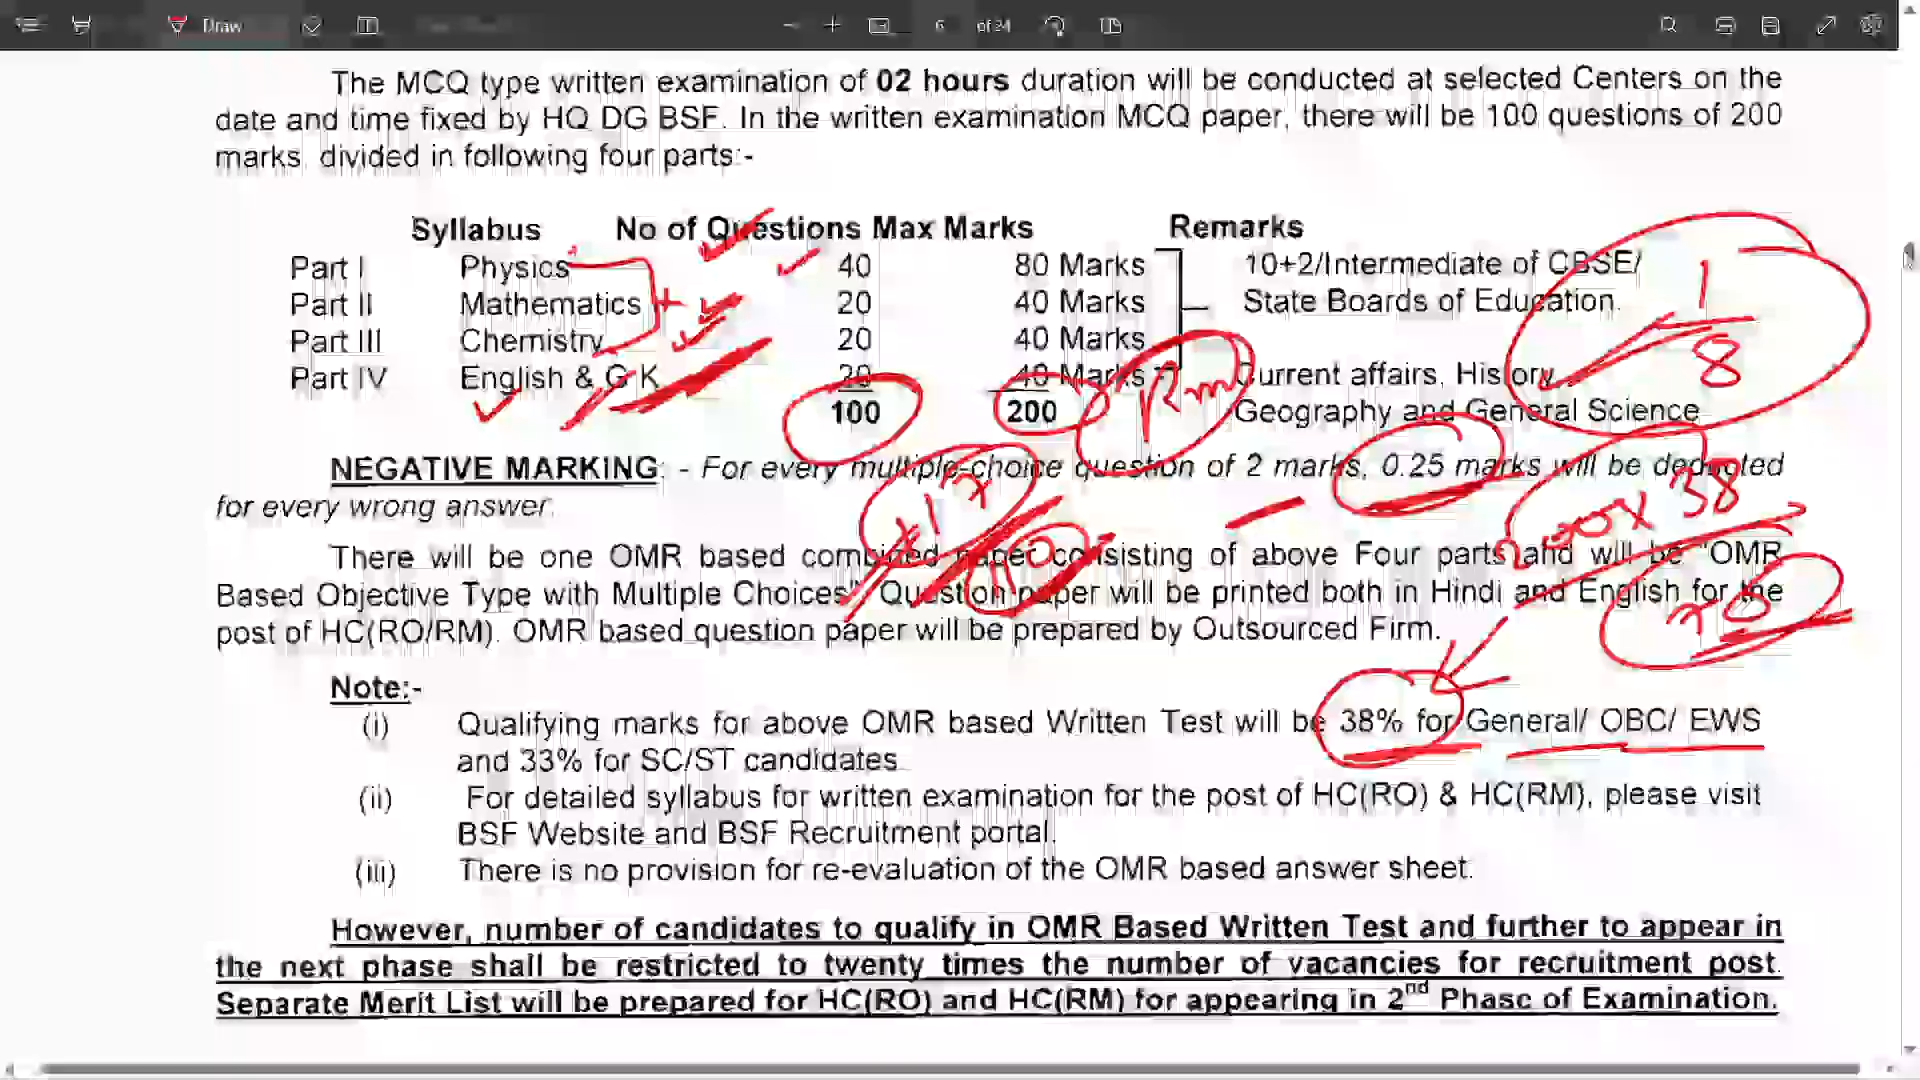 Draw 6 of 24
The MCQ type written examination of 02 hours duration will be conducted at selected Centers on the
date and time fixed by HQ DG BSF. In the written examination MCQ paper, there will be 100 questions of 200
marks divided in following four parts:-
Syllabus No of Questions Max Marks Remarks
Part I Physics 40 80 Marks 10+2/Intermediate of CBSE/
Part II Mathematics 20 40 Marks State Boards of Education.
Part III Chemistry 20 40 Marks
Part IV English & G K 20 40 Marks Current affairs, History,
100 200 Geography and General Science
1
8
Rm
NEGATIVE MARKING: - For every multiple-choice question of 2 marks, 0.25 marks will be deducted
for every wrong answer.
200x38
There will be one OMR based combined paper consisting of above Four parts and will be "OMR
Based Objective Type with Multiple Choices" Question paper will be printed both in Hindi and English for the
post of HC(RO/RM). OMR based question paper will be prepared by Outsourced Firm.
Note:-
(i) Qualifying marks for above OMR based Written Test will be 38% for General/ OBC/ EWS
and 33% for SC/ST candidates
(ii) For detailed syllabus for written examination for the post of HC(RO) & HC(RM), please visit
BSF Website and BSF Recruitment portal.
(iii) There is no provision for re-evaluation of the OMR based answer sheet.
However, number of candidates to qualify in OMR Based Written Test and further to appear in
the next phase shall be restricted to twenty times the number of vacancies for recruitment post.
Separate Merit List will be prepared for HC(RO) and HC(RM) for appearing in 2nd Phase of Examination.